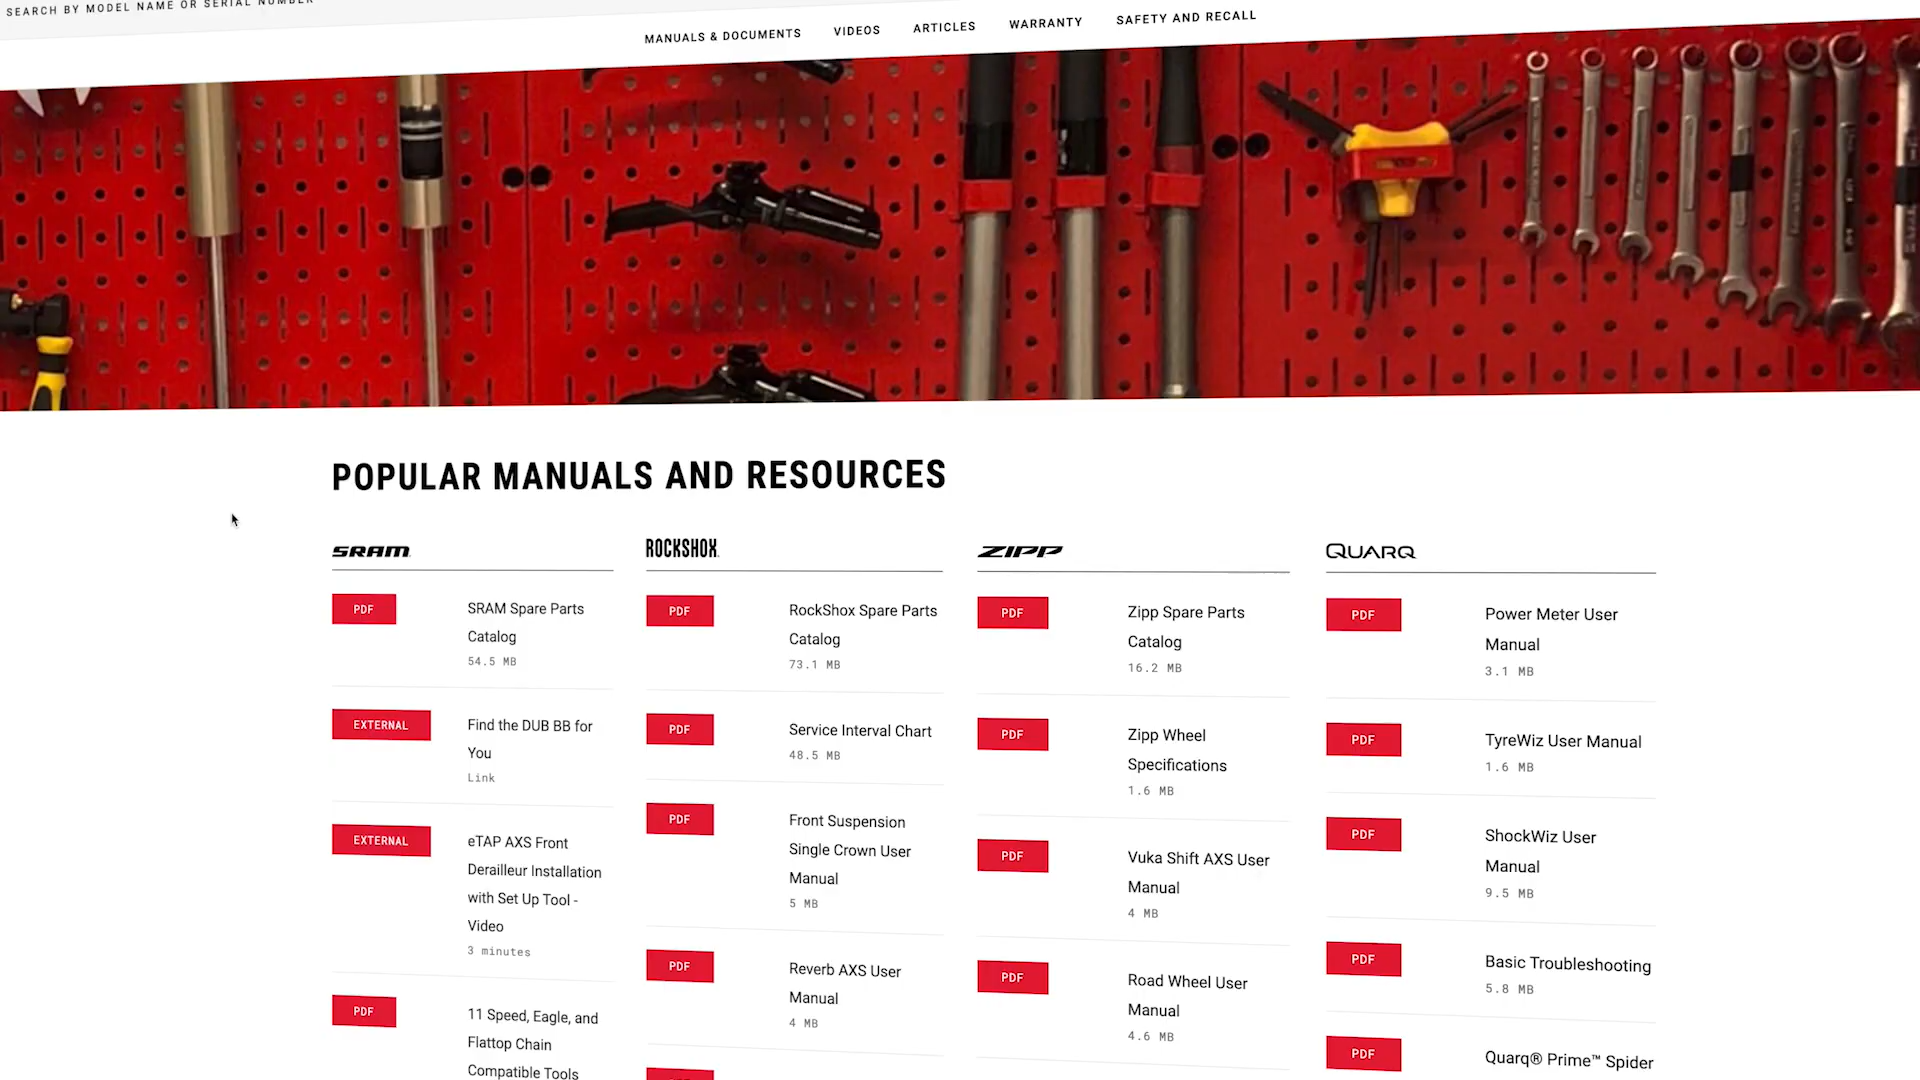 SEARCH BY MODEL NAME OR SERIAL NUMBER
MANUALS & DOCUMENTS
VIDEOS
ARTICLES
WARRANTY
SAFETY AND RECALL
POPULAR MANUALS AND RESOURCES
SRAM
PDF
SRAM Spare Parts
Catalog
54.5 MB
EXTERNAL
Find the DUB BB for
You
Link
EXTERNAL
eTAP AXS Front
Derailleur Installation
with Set Up Tool -
Video
3 minutes
PDF
11 Speed, Eagle, and
Flattop Chain
Compatible Tools
ROCKSHOX
PDF
RockShox Spare Parts
Catalog
73.1 MB
PDF
Service Interval Chart
48.5 MB
PDF
Front Suspension
Single Crown User
Manual
5 MB
PDF
Reverb AXS User
Manual
4 MB
ZIPP
PDF
Zipp Spare Parts
Catalog
16.2 MB
PDF
Zipp Wheel
Specifications
1.6 MB
PDF
Vuka Shift AXS User
Manual
4 MB
PDF
Road Wheel User
Manual
4.6 MB
QUARQ
PDF
Power Meter User
Manual
3.1 MB
PDF
TyreWiz User Manual
1.6 MB
PDF
ShockWiz User
Manual
9.5 MB
PDF
Basic Troubleshooting
5.8 MB
PDF
Quarq® Prime™ Spider